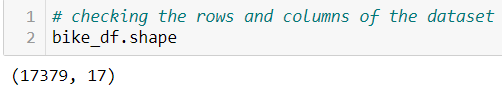 1 # checking the rows and columns of the dataset
2 bike_df.shape
(17379, 17)